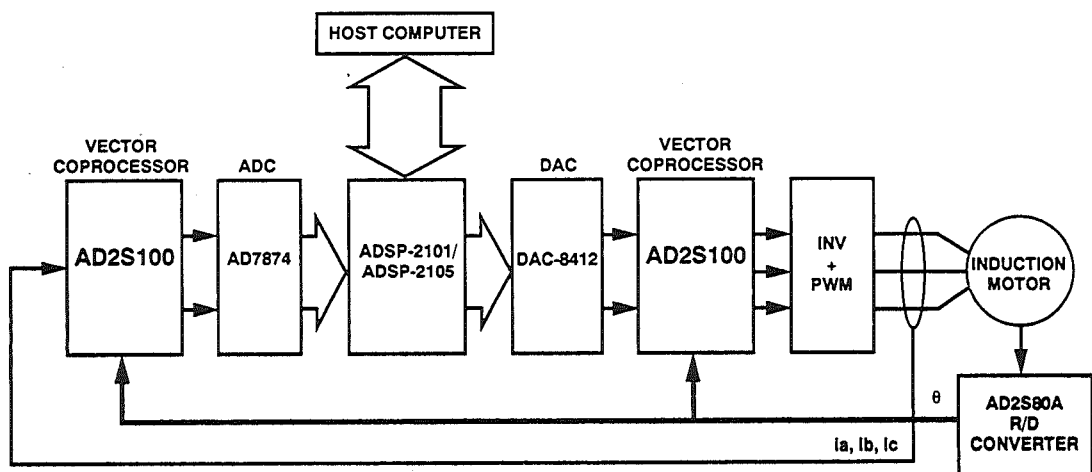 HOST COMPUTER
VECTOR
COPROCESSOR
AD2S100
ADC
AD7874
ADSP-2101/
ADSP-2105
DAC
DAC-8412
VECTOR
COPROCESSOR
AD2S100
INV
+
PWM
INDUCTION
MOTOR
θ
AD2S80A
R/D
CONVERTER
Ia, Ib, Ic